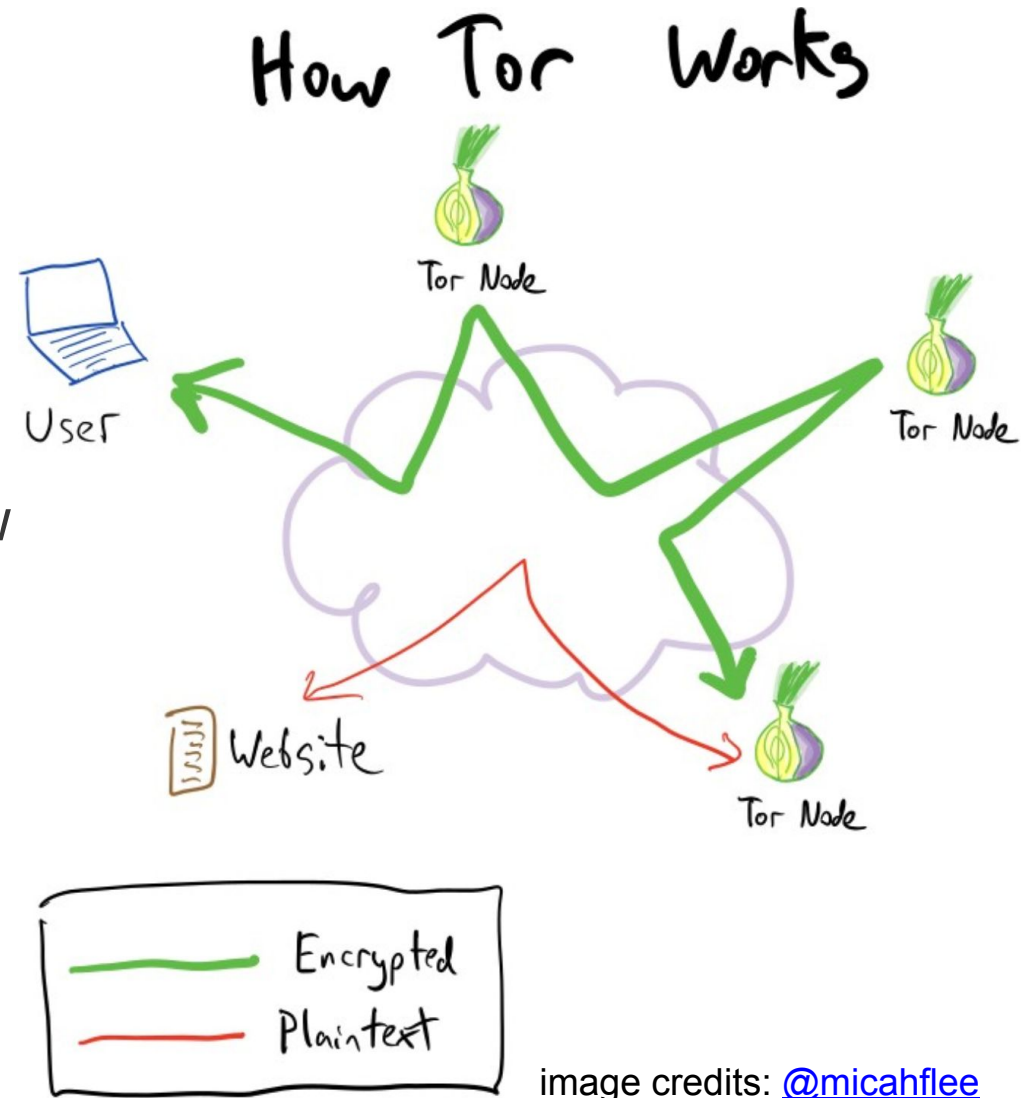 How Tor Works
Tor Node
Tor Node
User
Website
Tor Node
Encrypted
Plaintext
image credits: @micahflee